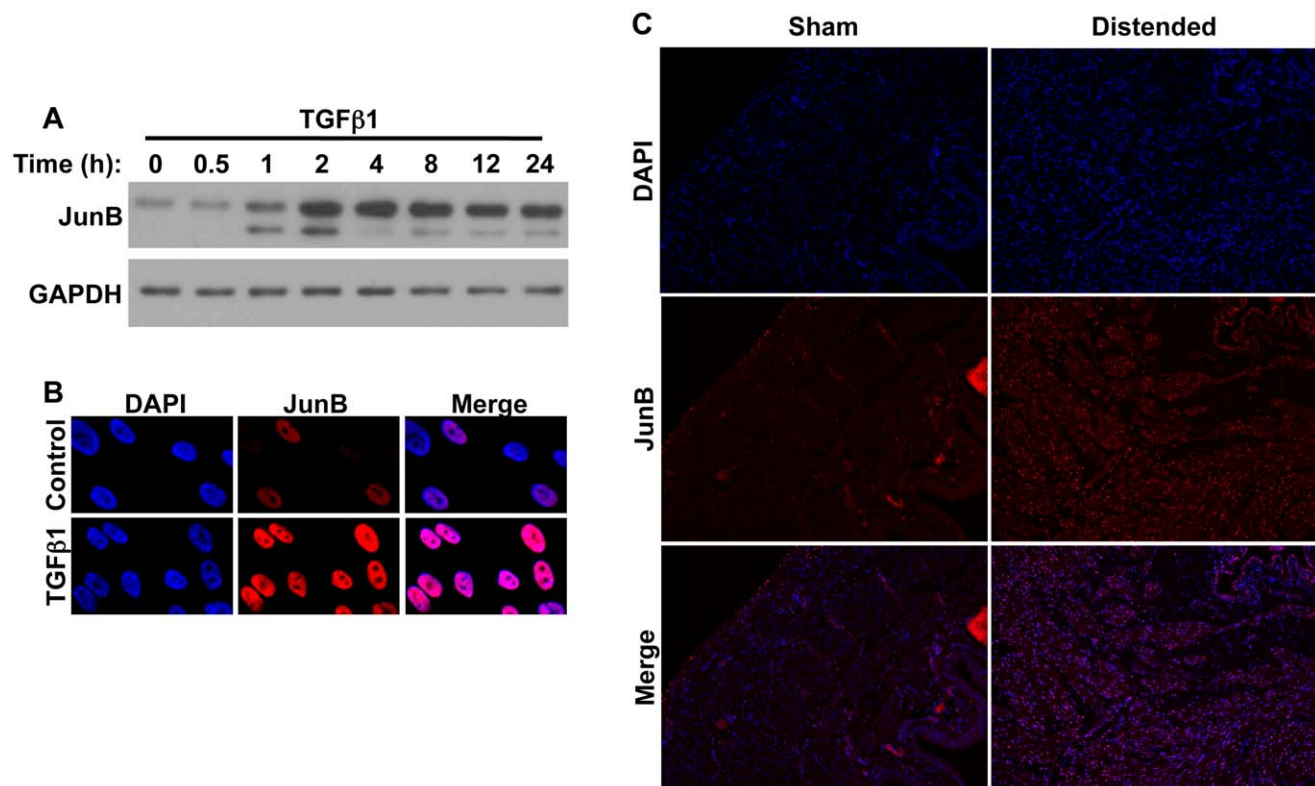 A
TGFβ1
Time (h): 0 0.5 1 2 4 8 12 24
JunB
GAPDH
B
DAPI JunB Merge
Control
TGFβ1
C
Sham Distended
DAPI
JunB
Merge